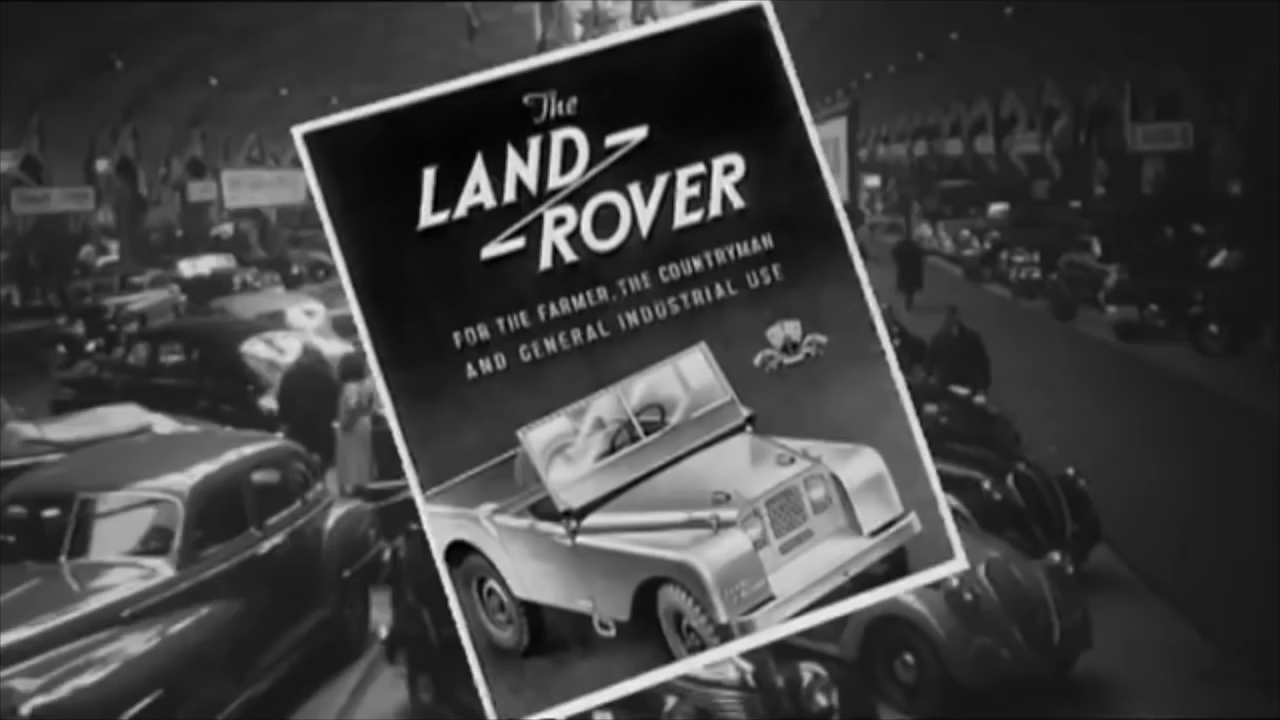 The
LAND-
-ROVER
FOR THE FARMER, THE COUNTRYMAN
AND GENERAL INDUSTRIAL USE